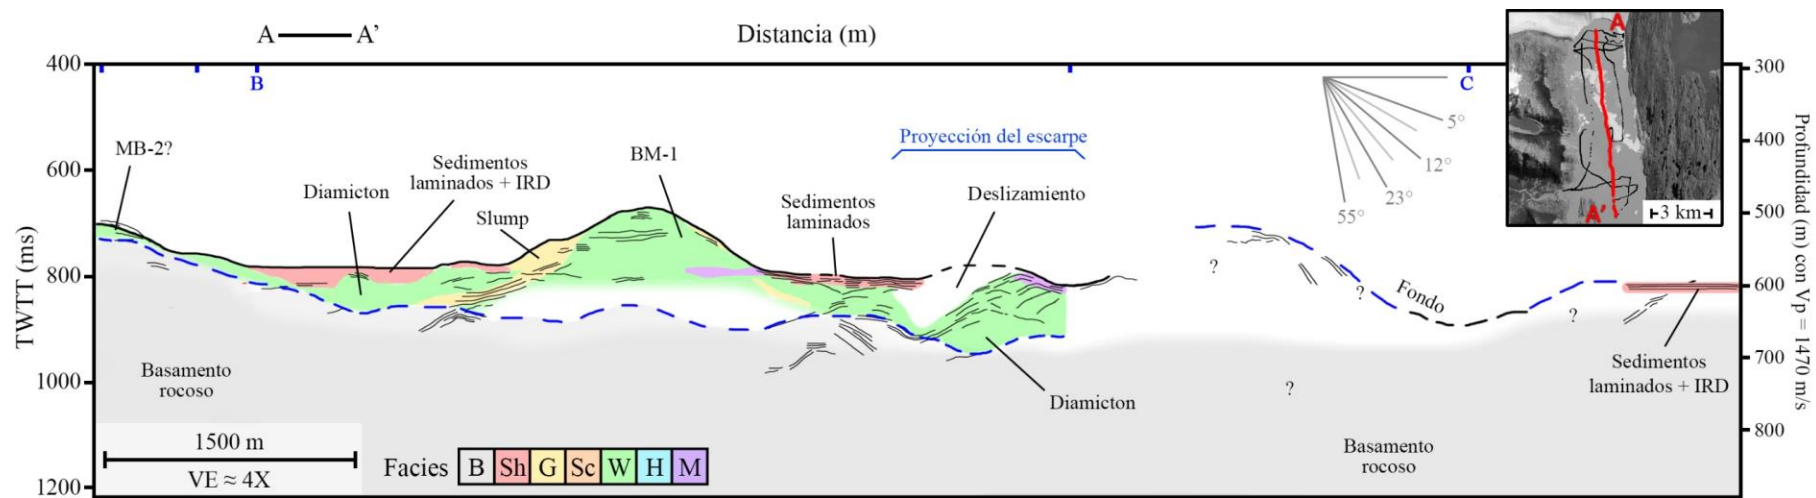 A — A’
Distancia (m)
400
600
800
1000
1200
TWTT (ms)
B
C
300
400
500
600
700
800
Profundidad (m) con Vp = 1470 m/s
MB-2?
Diamicton
Sedimentos
laminados + IRD
Slump
BM-1
Sedimentos
laminados
Proyección del escarpe
Deslizamiento
5°
12°
23°
55°
A
A’
3 km
?
?
Fondo
?
?
Sedimentos
laminados + IRD
Diamicton
Basamento
rocoso
Basamento
rocoso
1500 m
VE ≈ 4X
Facies B Sh G Sc W H M